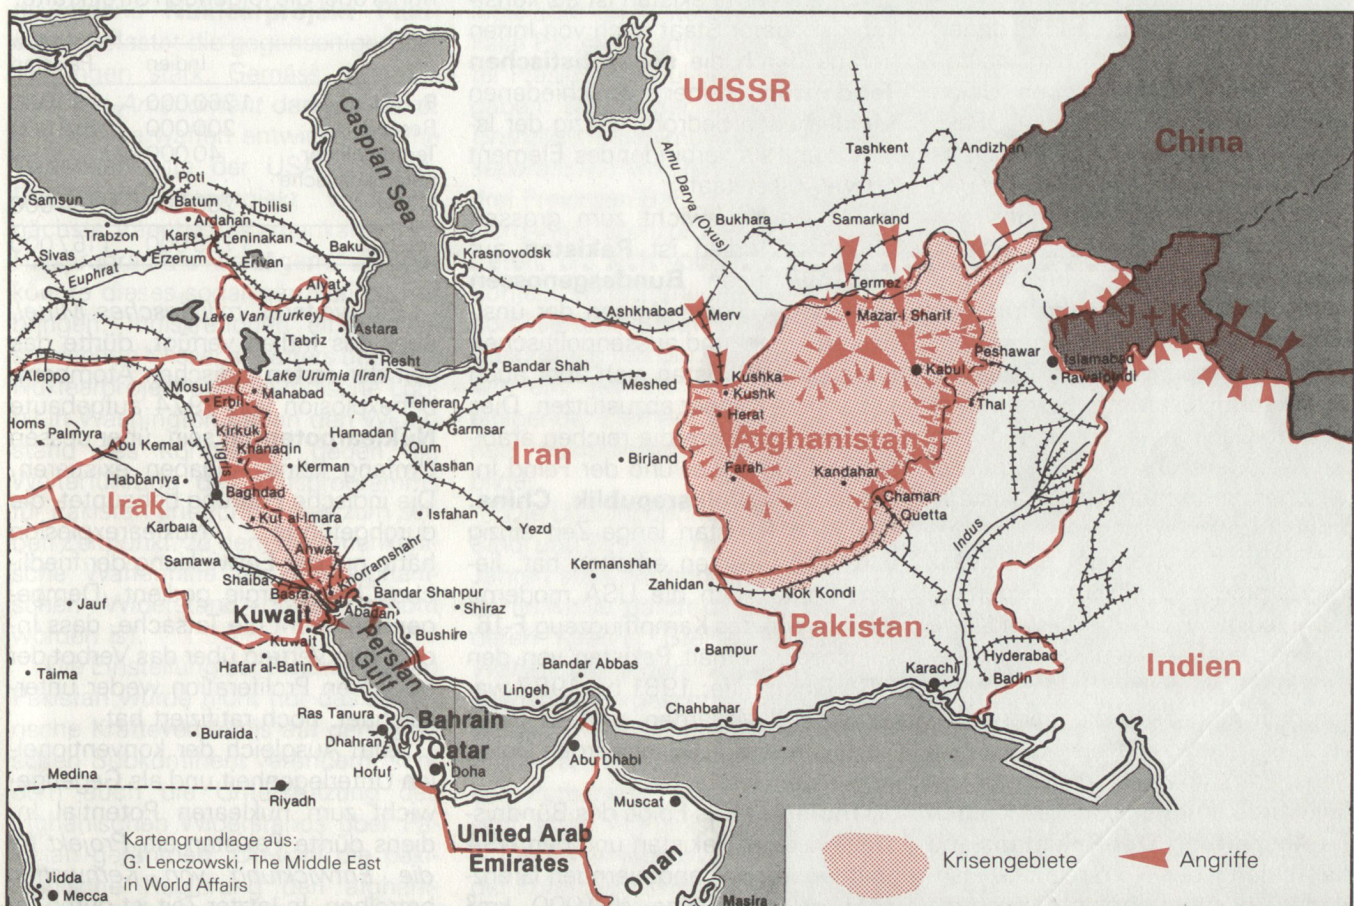 UdSSR
China
Caspian Sea
Amu Darya (Oxus)
Tashkent
Andizhan
Poti
Samsun
Batum
Tbilisi
Ardahan
Trabzon
Kars
Leninakan
Bukhara
Samarkand
Sivas
Erzerum
Erivan
Baku
Krasnovodsk
Euphrat
Alyat
Termez
Lake Van [Turkey]
Ashkhabad
Merv
Mazar-i Sharif
J+K
Astara
Tabriz
Resht
Peshawar
Islamabad
Aleppo
Lake Urumia [Iran]
Bandar Shah
Kushka
Kabul
Rawalpindi
Mosul
Mahabad
Meshed
Kushk
Erbil
Teheran
Herat
Thal
Homs
Palmyra
Kirkuk
Hamadan
Garmsar
Abu Kemal
Khanaqin
Qum
Iran
Afghanistan
Tigris
Kerman
Kashan
Birjand
Farah
Kandahar
Habbaniya
Baghdad
Chaman
Irak
Kut al-Imara
Isfahan
Quetta
Karbaia
Yezd
Indus
Ahwaz
Samawa
Khorramshahr
Shaiba
Kermanshah
Zahidan
Basra
Bandar Shahpur
Nok Kondi
Jauf
Abadan
Shiraz
Kuwait
Pakistan
Kuwait
Bushire
Persian
Gulf
Bampur
Hyderabad
Hafar al-Batin
Bandar Abbas
Karachi
Indien
Taima
Lingeh
Badin
Ras Tanura
Bahrain
Chahbahar
Buraida
Dhahran
Qatar
Hofuf
Doha
Abu Dhabi
Medina
Riyadh
Muscat
United Arab
Emirates
Oman
Kartengrundlage aus:
G. Lenczowski, The Middle East
in World Affairs
Krisengebiete
Angriffe
Jidda
Mecca
Masira